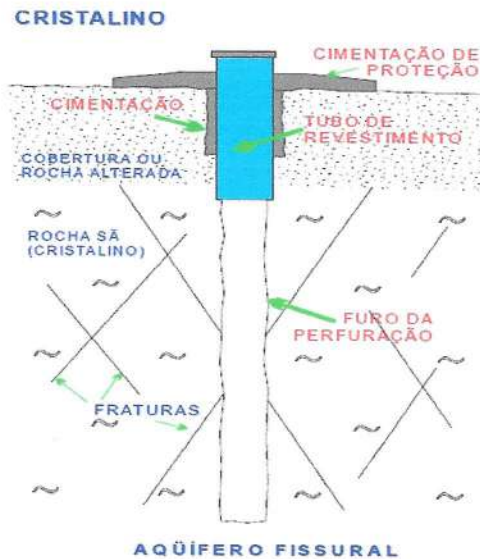 CRISTALINO
CIMENTAÇÃO DE
PROTEÇÃO
CIMENTAÇÃO
TUBO DE
REVESTIMENTO
COBERTURA OU
ROCHA ALTERADA
ROCHA SÃ
(CRISTALINO)
FURO DA
PERFURAÇÃO
FRATURAS
AQÜÍFERO FISSURAL